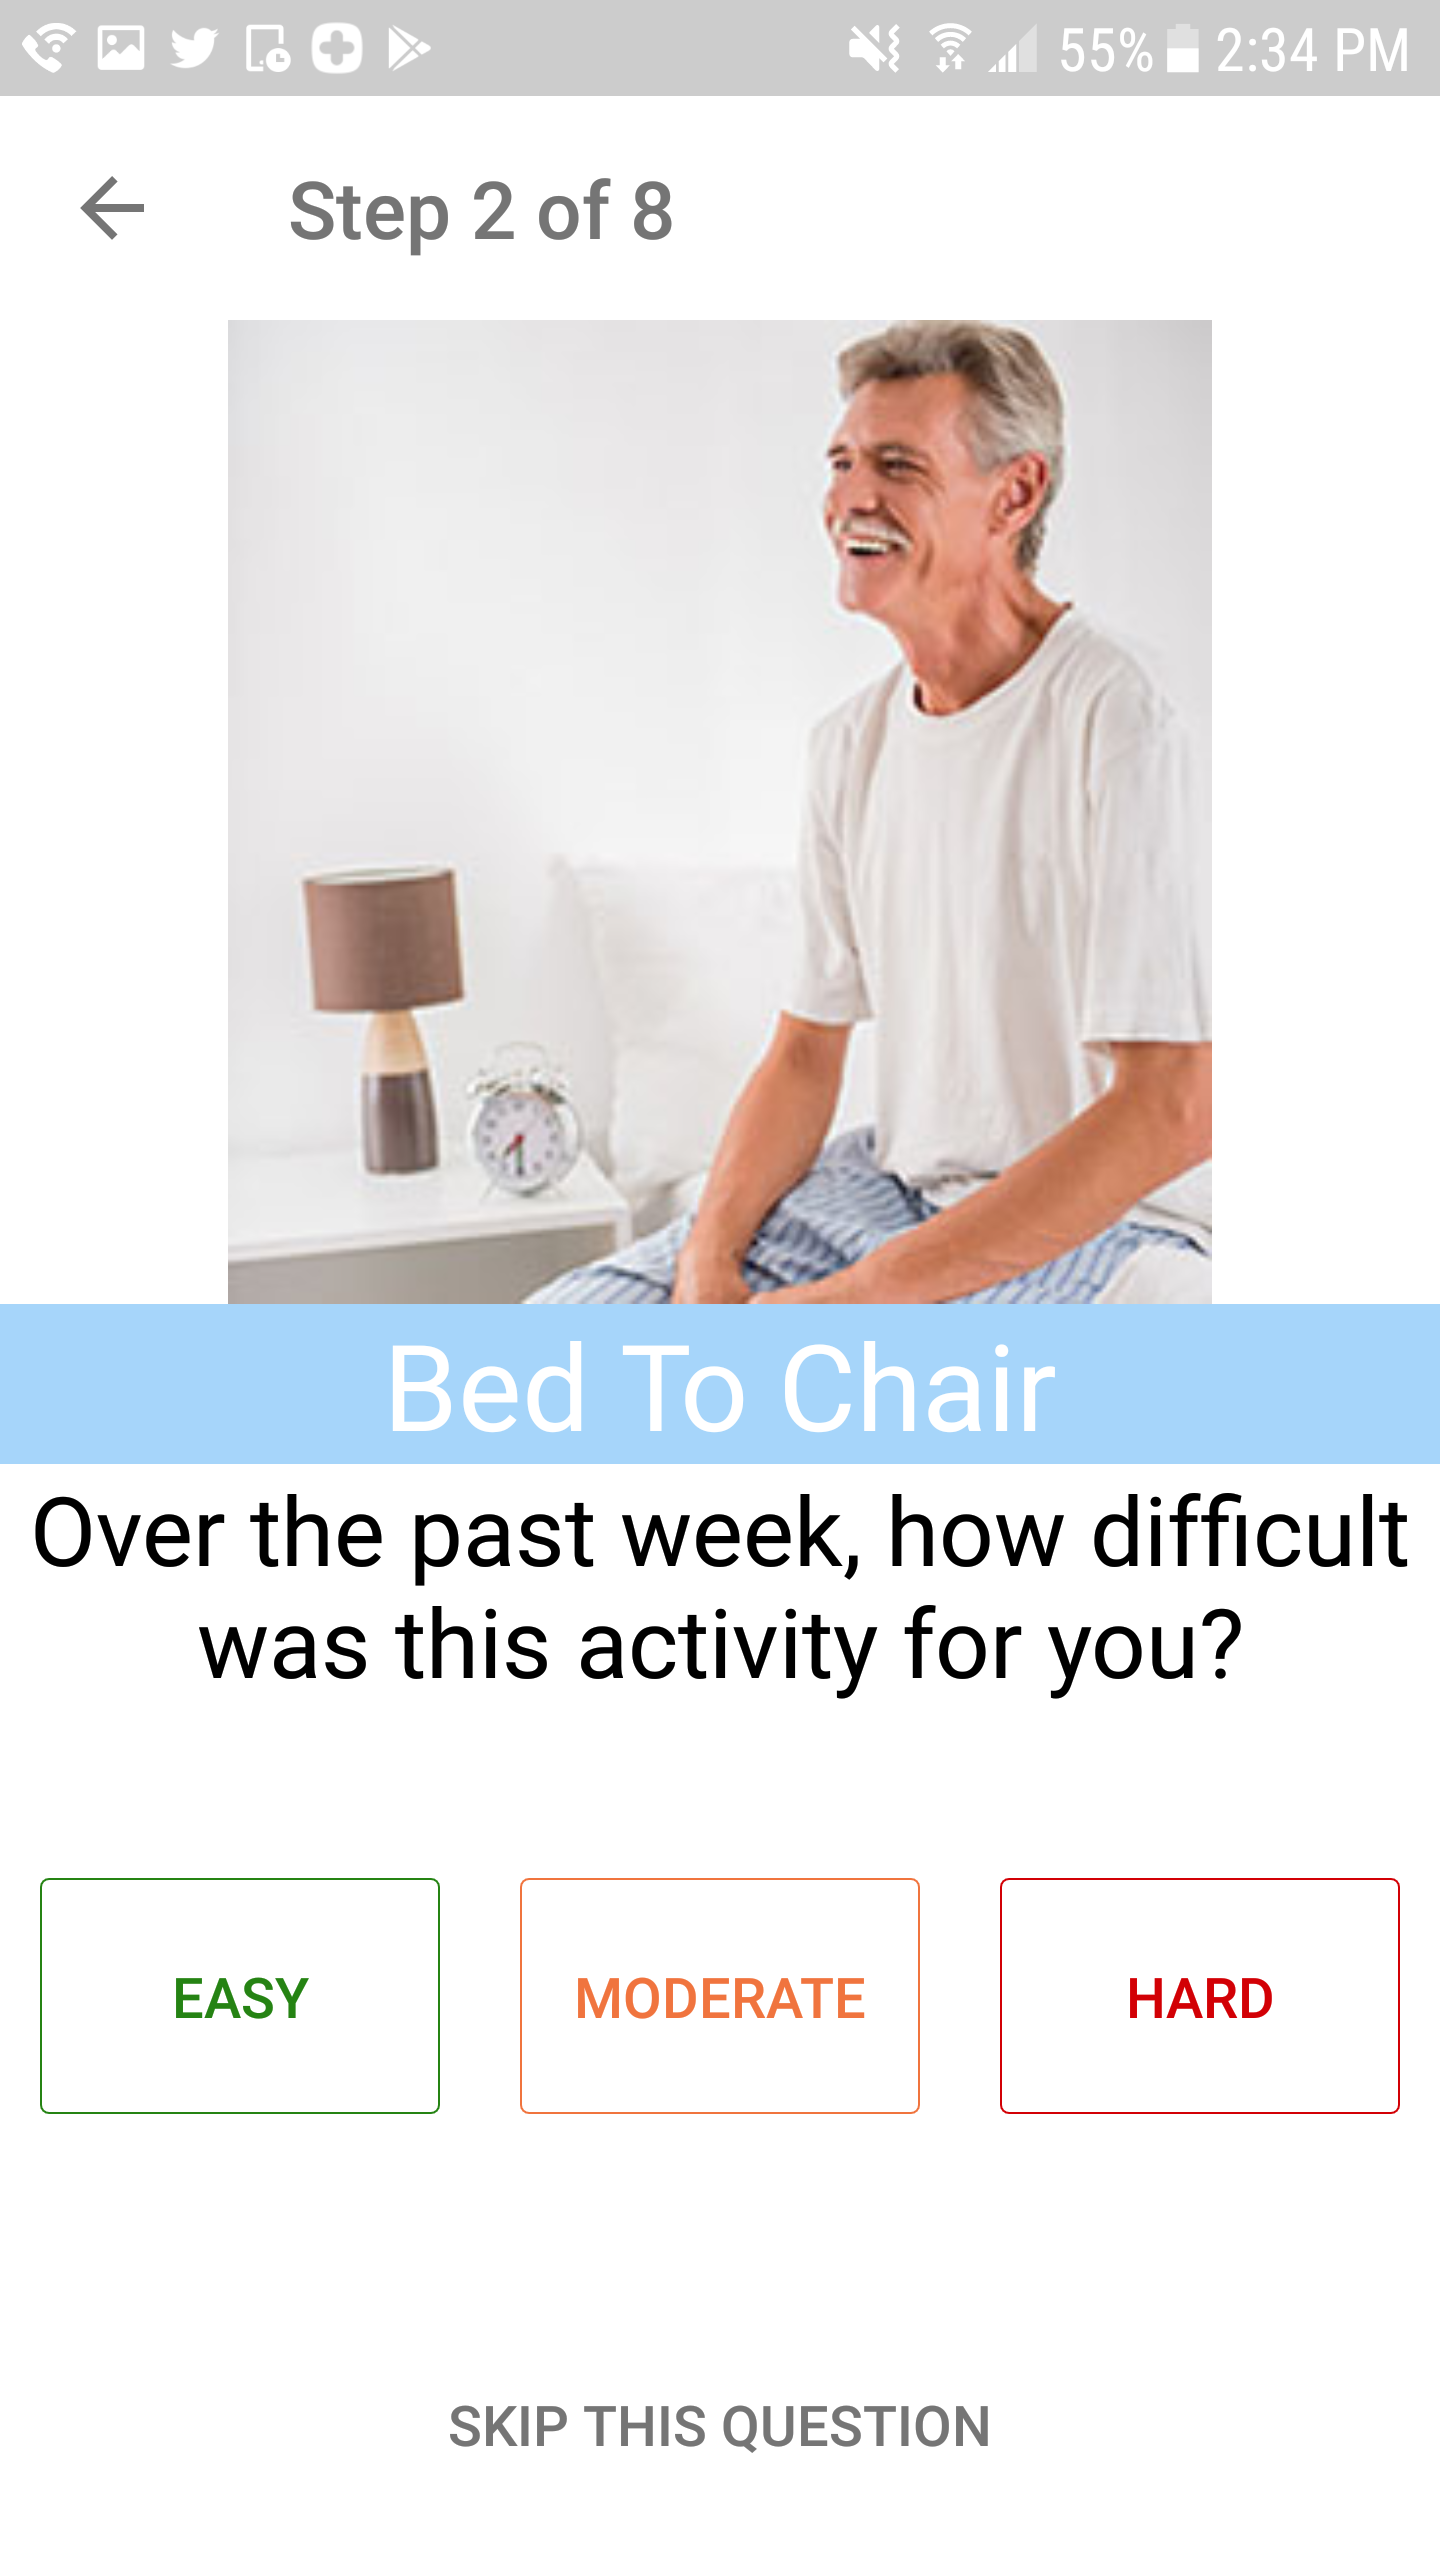 55% 2:34 PM
Step 2 of 8
Bed To Chair
Over the past week, how difficult
was this activity for you?
EASY MODERATE HARD
SKIP THIS QUESTION